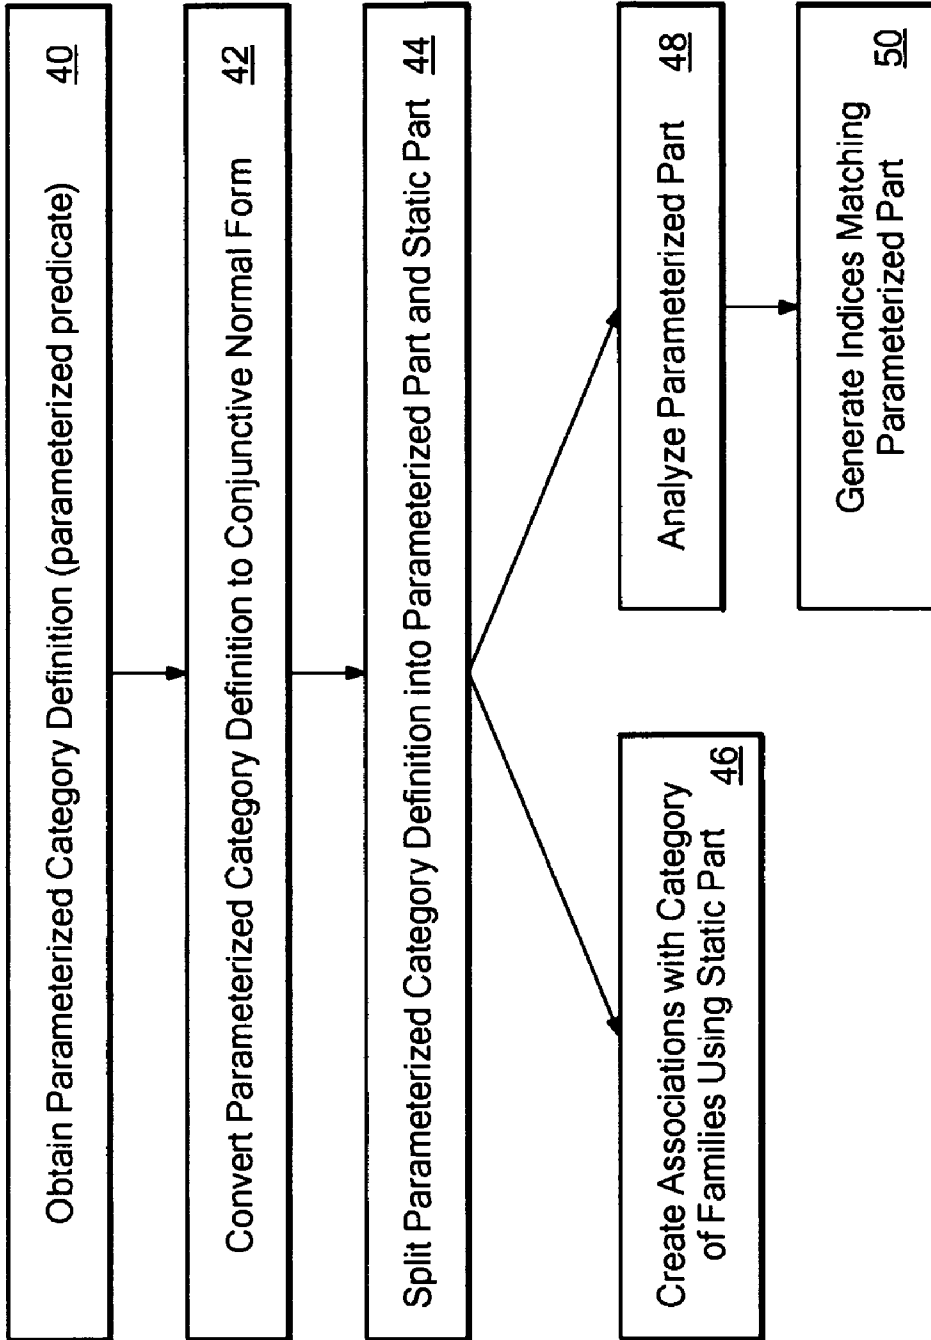 Obtain Parameterized Category Definition (parameterized predicate) 40
Convert Parameterized Category Definition to Conjunctive Normal Form 42
Split Parameterized Category Definition into Parameterized Part and Static Part 44
Create Associations with Category
of Families Using Static Part 46
Analyze Parameterized Part 48
Generate Indices Matching
Parameterized Part 50